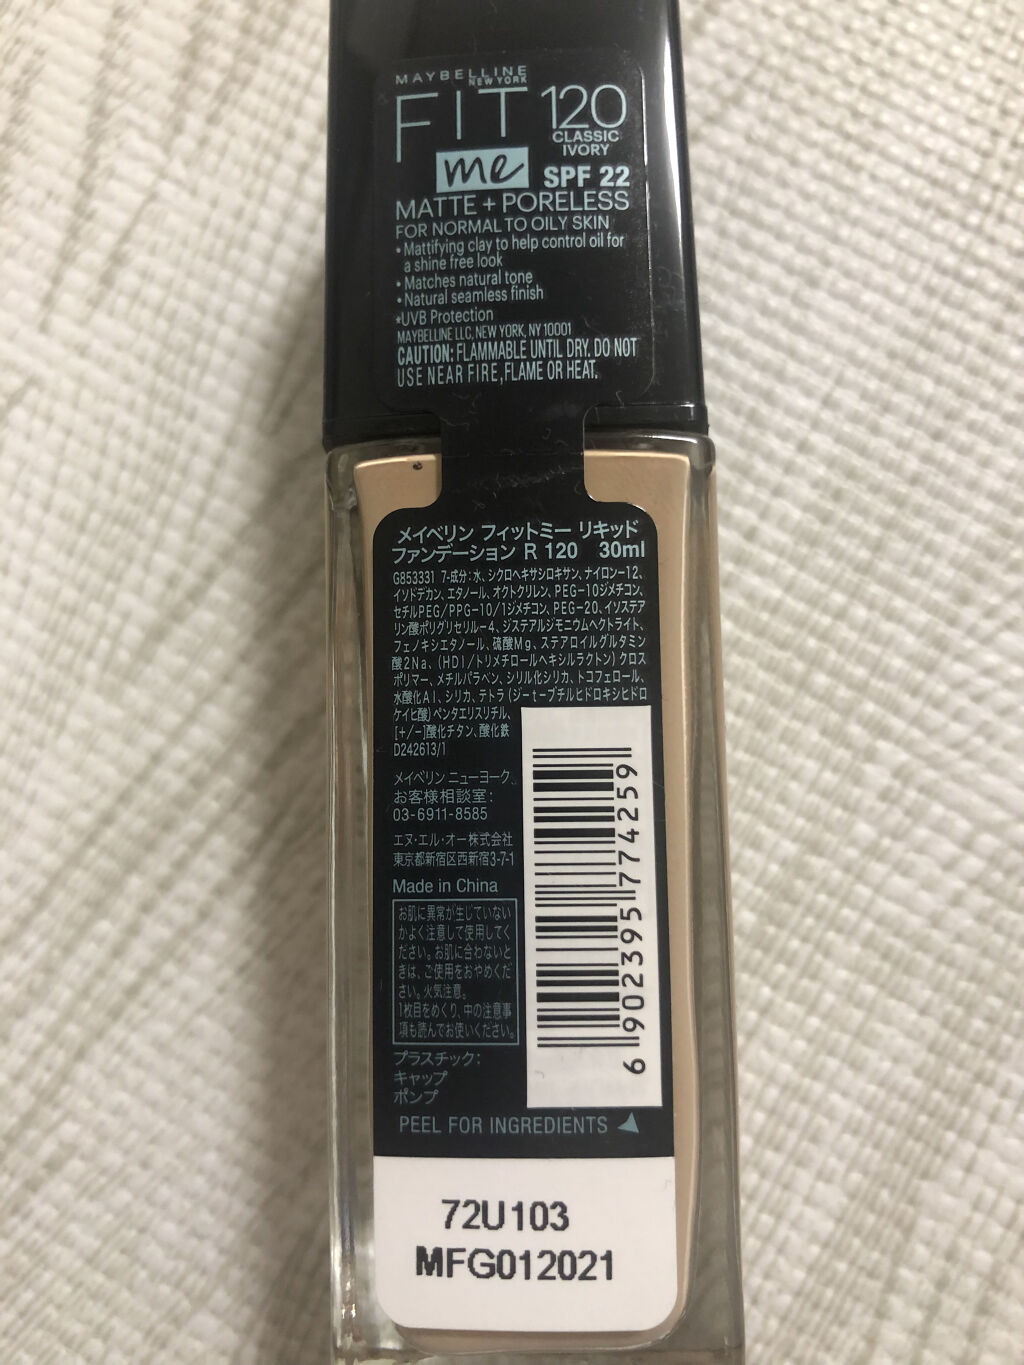 MAYBELLINE
NEW YORK
FIT 120
CLASSIC
IVORY
me SPF 22
MATTE + PORELESS
FOR NORMAL TO OILY SKIN
• Mattifying clay to help control oil for
a shine free look
• Matches natural tone
• Natural seamless finish
*UVB Protection
MAYBELLINE LLC, NEW YORK, NY 10001
CAUTION: FLAMMABLE UNTIL DRY. DO NOT
USE NEAR FIRE, FLAME OR HEAT.
メイベリン フィットミー リキッド
ファンデーション R 120 30ml
G853331 7-成分：水、シクロヘキサシロキサン、ナイロン-12、
イソドデカン、エタノール、オクトクリレン、PEG-10ジメチコン、
セチルPEG/PPG-10/1ジメチコン、PEG-20、イソステア
リン酸ポリグリセリル-4、ジステアルジモニウムヘクトライト、
フェノキシエタノール、硫酸Mg、ステアロイルグルタミン
酸2Na、(HDI/トリメチロールヘキシルラクトン)クロス
ポリマー、メチルパラベン、シリル化シリカ、トコフェロール、
水酸化Al、シリカ、テトラ(ジ-t-ブチルヒドロキシヒドロ
ケイヒ酸)ペンタエリスリチル、
[+/-]酸化チタン、酸化鉄
D242613/1
メイベリン ニューヨーク
お客様相談室：
03-6911-8585
エヌ・エル・オー株式会社
東京都新宿区西新宿3-7-1
Made in China
お肌に異常が生じていない
かよく注意して使用してく
ださい。お肌に合わないと
きは、ご使用をおやめくだ
さい。火気注意。
1枚目をめくり、中の注意事
項も読んでお使いください。
プラスチック：
キャップ
ポンプ
6 902395 774259
PEEL FOR INGREDIENTS
72U103
MFG012021